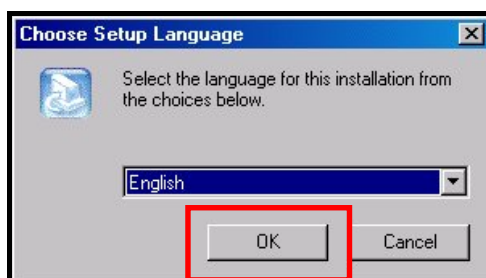 Choose Setup Language
Select the language for this installation from
the choices below.
English
OK
Cancel